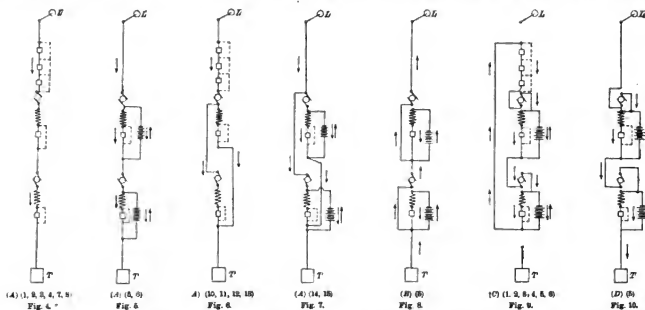 L L L L L L L
T T T T T T T
(A) (1, 2, 3, 4, 7, 8) (A) (5, 6) A) (10, 11, 12, 13) (A) (14, 15) (B) (5) (C) (1, 2, 3, 4, 5, 6) (D) (5)
Fig. 4. Fig. 5 Fig. 6. Fig. 7. Fig. 8. Fig. 9. Fig. 10.